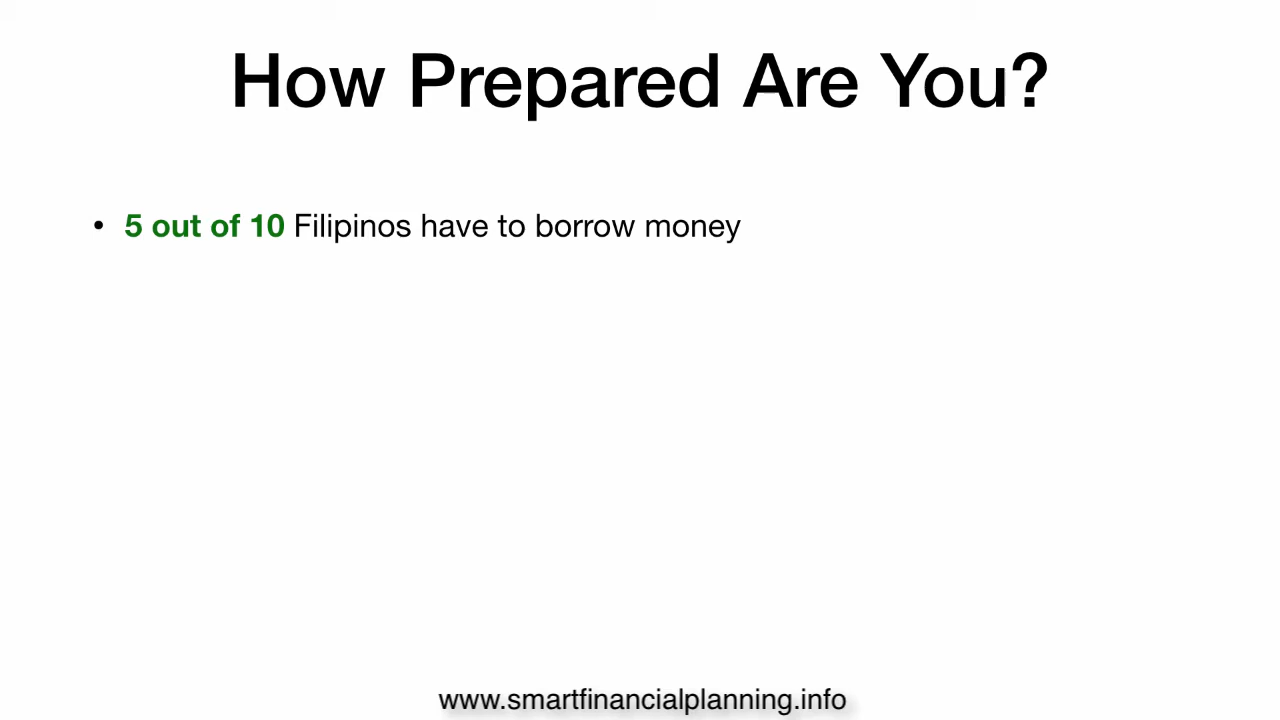 How Prepared Are You?
• 5 out of 10 Filipinos have to borrow money
www.smartfinancialplanning.info